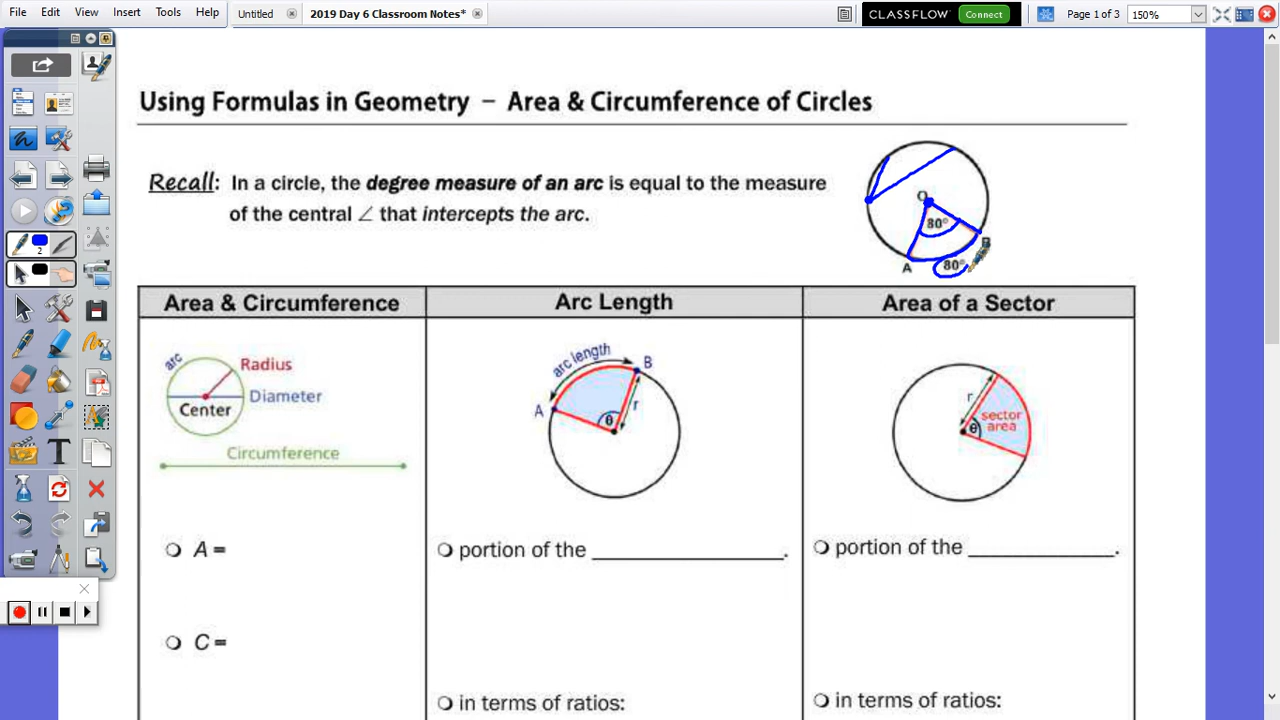 File Edit View Insert Tools Help Untitled 2019 Day 6 Classroom Notes* CLASSFLOW Connect Page 1 of 3 150%
Using Formulas in Geometry – Area & Circumference of Circles
Recall: In a circle, the degree measure of an arc is equal to the measure
of the central ∠ that intercepts the arc.
O
80°
B
A
80°
2
T
Area & Circumference
Arc Length
Area of a Sector
arc
Radius
Diameter
Center
Circumference
arc length
B
A
θ
r
r
θ
sector
area
A =
portion of the ________________.
portion of the ____________.
C =
in terms of ratios:
in terms of ratios: